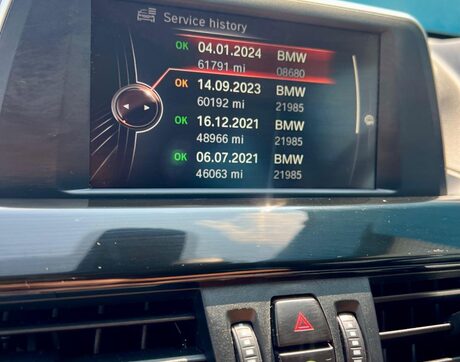 Service history
OK 04.01.2024 BMW
61791 mi 08680
OK 14.09.2023 BMW
60192 mi 21985
OK 16.12.2021 BMW
48966 mi 21985
OK 06.07.2021 BMW
46063 mi 21985